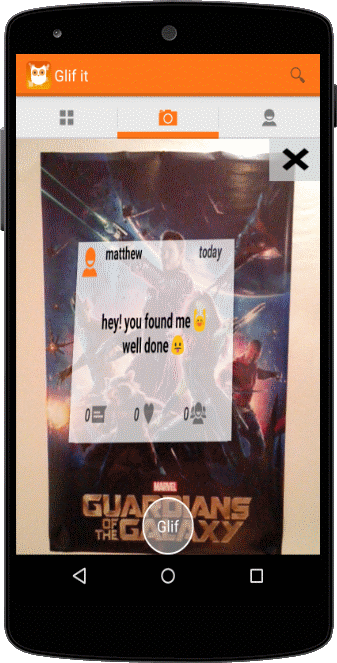 Glif it
matthew today
hey! you found me 🤘
well done 😛
0 0 0
MARVEL
GUARDIANS
OF THE GALAXY
Glif